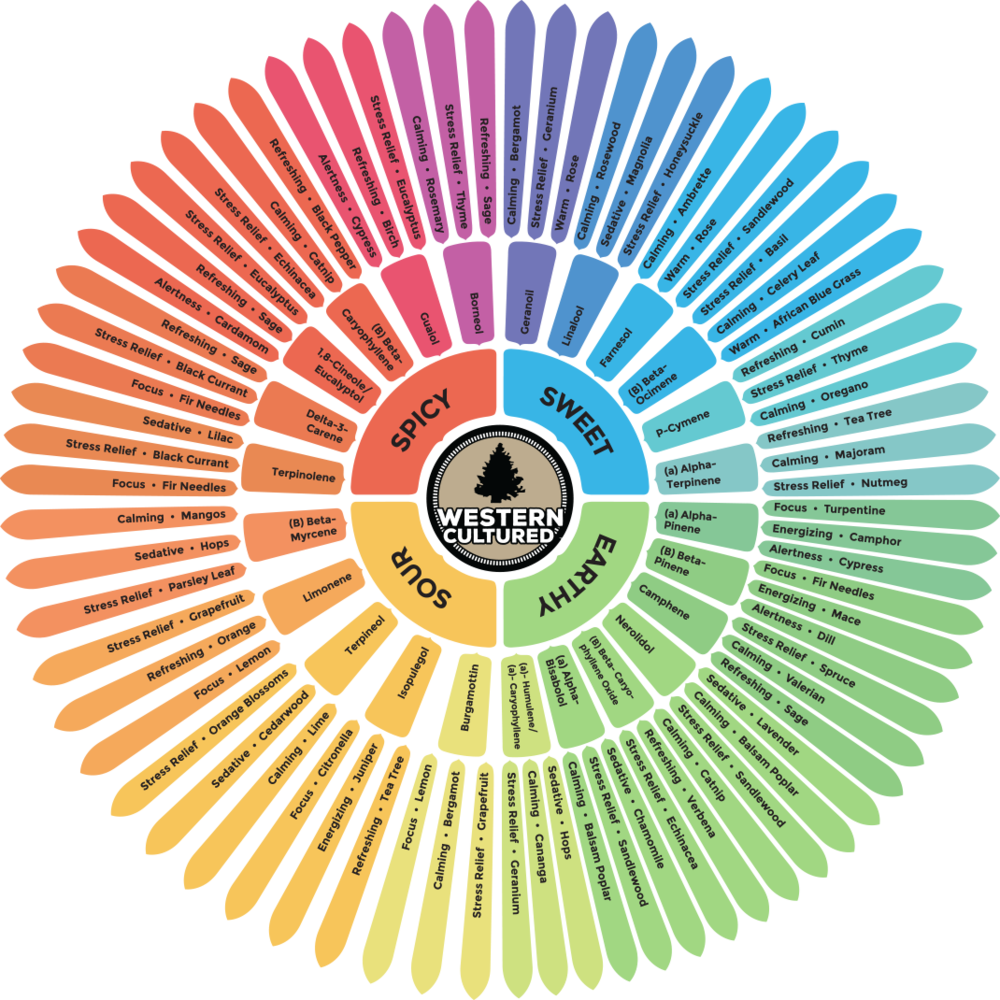 WESTERN
CULTURED
SWEET
Geranoil
Calming • Bergamot
Stress Relief • Geranium
Warm • Rose
Linalool
Calming • Rosewood
Sedative • Magnolia
Stress Relief • Honeysuckle
Farnesol
Calming • Ambrette
Warm • Rose
Stress Relief • Sandlewood
(B) Beta-
Ocimene
Stress Relief • Basil
Calming • Celery Leaf
Warm • African Blue Grass
P-Cymene
Refreshing • Cumin
Stress Relief • Thyme
Calming • Oregano
(a) Alpha-
Terpinene
Refreshing • Tea Tree
Calming • Majoram
Stress Relief • Nutmeg
EARTHY
(a) Alpha-
Pinene
Focus • Turpentine
Energizing • Camphor
Alertness • Cypress
(B) Beta-
Pinene
Focus • Fir Needles
Energizing • Mace
Alertness • Dill
Camphene
Stress Relief • Spruce
Calming • Valerian
Refreshing • Sage
Nerolidol
Sedative • Lavender
Calming • Balsam Poplar
Stress Relief • Sandlewood
(B) Beta- Caryo-
phyllene Oxide
Calming • Catnip
Refreshing • Verbena
Stress Relief • Echinacea
(a) Alpha-
Bisabolol
Sedative • Chamomile
Stress Relief • Sandlewood
Calming • Balsam Poplar
(a)- Humulene/
(a)- Caryophyllene
Sedative • Hops
Calming • Cananga
Stress Relief • Geranium
SOUR
Burgamottin
Stress Relief • Grapefruit
Calming • Bergamot
Focus • Lemon
Isopulegol
Refreshing • Tea Tree
Energizing • Juniper
Focus • Citronella
Terpineol
Calming • Lime
Sedative • Cedarwood
Stress Relief • Orange Blossoms
Limonene
Focus • Lemon
Refreshing • Orange
Stress Relief • Grapefruit
(B) Beta-
Myrcene
Stress Relief • Parsley Leaf
Sedative • Hops
Calming • Mangos
SPICY
Terpinolene
Focus • Fir Needles
Stress Relief • Black Currant
Sedative • Lilac
Delta-3-
Carene
Focus • Fir Needles
Stress Relief • Black Currant
Refreshing • Sage
1,8-Cineole/
Eucalyptol
Alertness • Cardamom
Refreshing • Sage
Stress Relief • Eucalyptus
(B) Beta-
Caryophyllene
Stress Relief • Echinacea
Calming • Catnip
Refreshing • Black Pepper
Guaiol
Alertness • Cypress
Refreshing • Birch
Stress Relief • Eucalyptus
Borneol
Calming • Rosemary
Stress Relief • Thyme
Refreshing • Sage